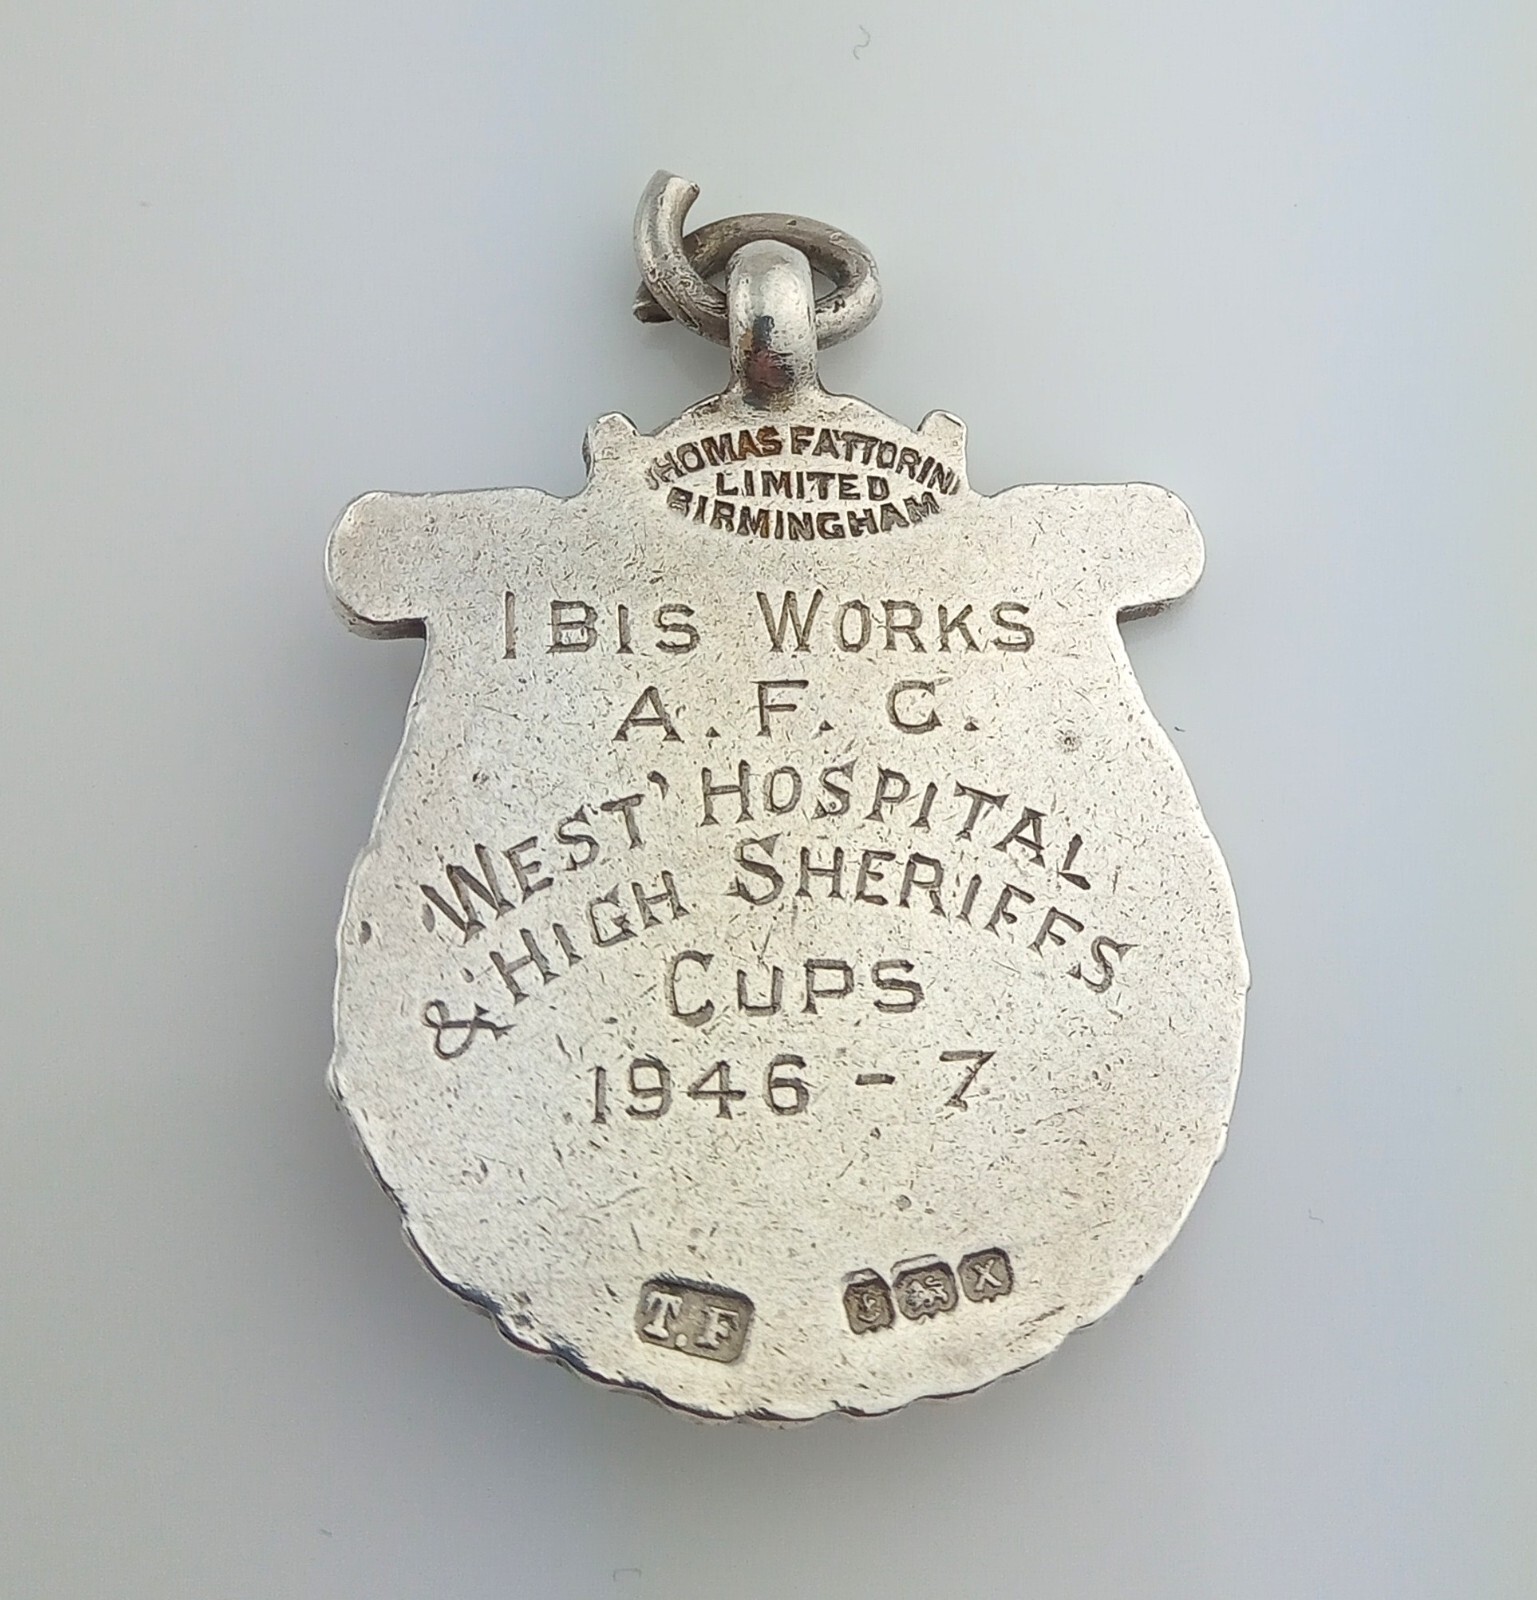 THOMAS FATTORINI
LIMITED
BIRMINGHAM
IBIS WORKS
A. F. C.
WEST' HOSPITAL
& HIGH SHERIFFS
CUPS
1946 - 7
T.F
X